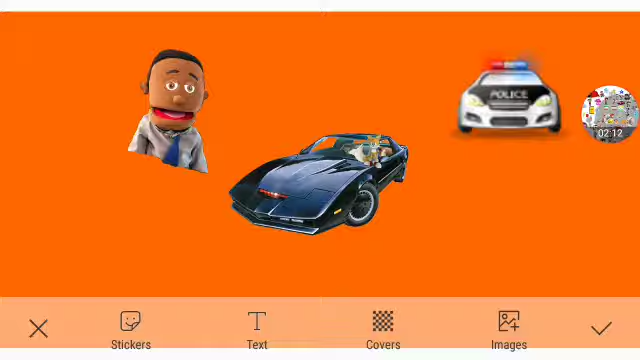 POLICE
02:12
Stickers
Text
Covers
Images